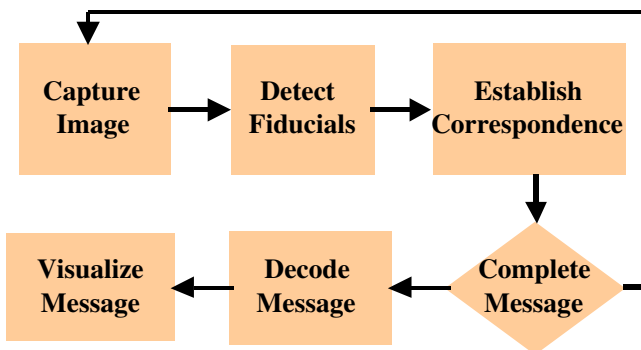 Capture
Image
Detect
Fiducials
Establish
Correspondence
Visualize
Message
Decode
Message
Complete
Message